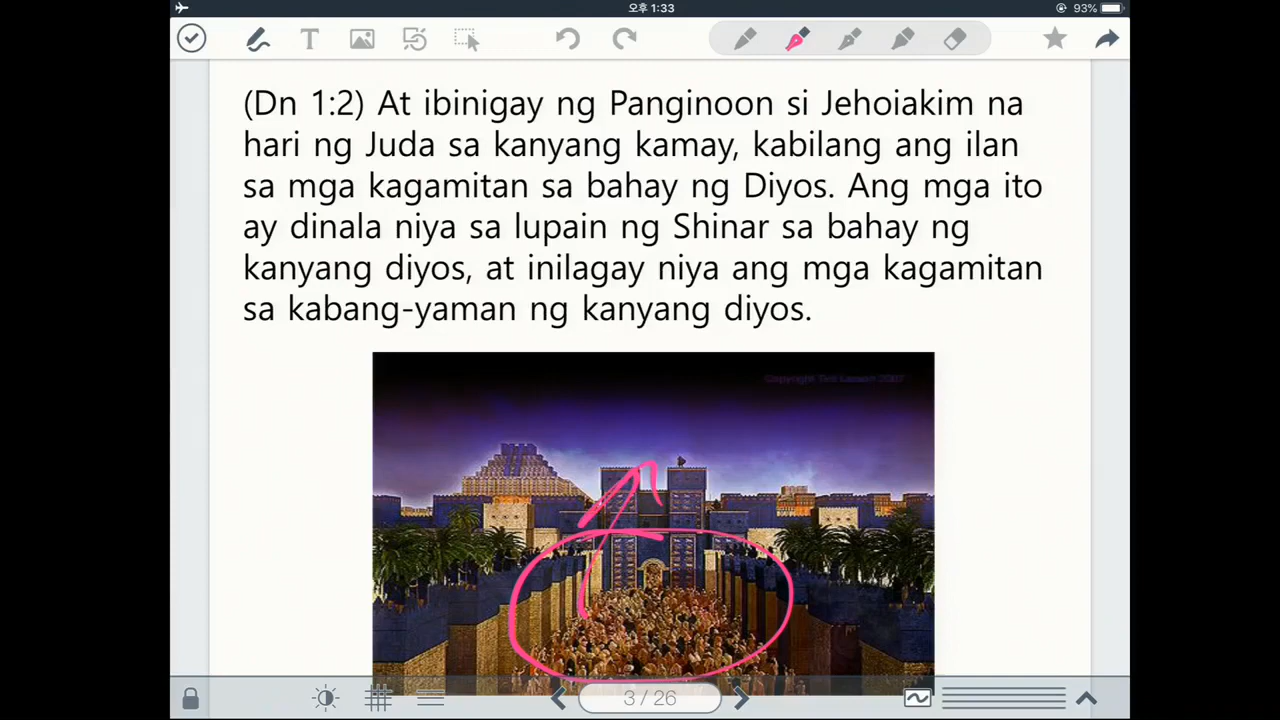 오후 1:33
93%
T
(Dn 1:2) At ibinigay ng Panginoon si Jehoiakim na
hari ng Juda sa kanyang kamay, kabilang ang ilan
sa mga kagamitan sa bahay ng Diyos. Ang mga ito
ay dinala niya sa lupain ng Shinar sa bahay ng
kanyang diyos, at inilagay niya ang mga kagamitan
sa kabang-yaman ng kanyang diyos.
Copyright 2007
3 / 26